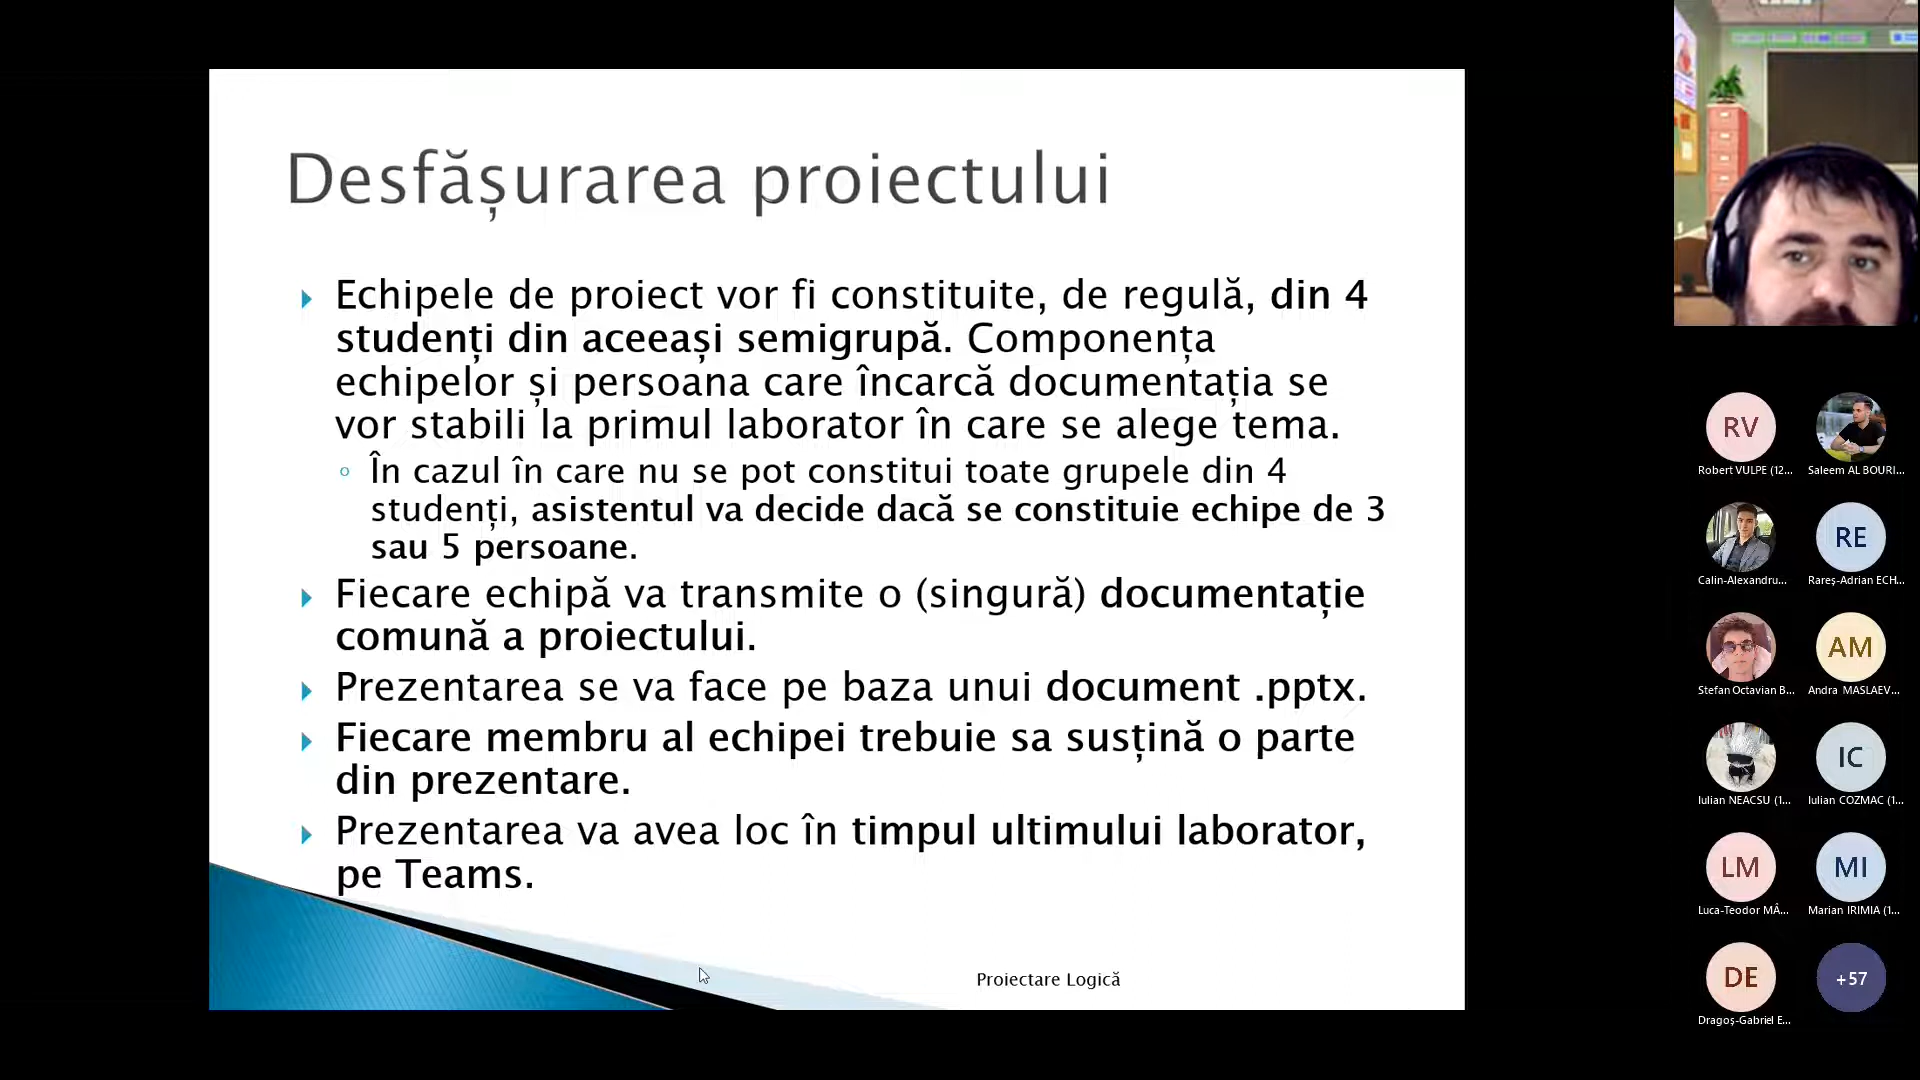 Desfășurarea proiectului
Echipele de proiect vor fi constituite, de regulă, din 4
studenți din aceeași semigrupă. Componența
echipelor și persoana care încarcă documentația se
vor stabili la primul laborator în care se alege tema.
În cazul în care nu se pot constitui toate grupele din 4
studenți, asistentul va decide dacă se constituie echipe de 3
sau 5 persoane.
Fiecare echipă va transmite o (singură) documentație
comună a proiectului.
Prezentarea se va face pe baza unui document .pptx.
Fiecare membru al echipei trebuie sa susțină o parte
din prezentare.
Prezentarea va avea loc în timpul ultimului laborator,
pe Teams.
Proiectare Logică
RV
Robert VULPE (12...
Saleem AL BOURI...
Calin-Alexandru...
RE
Rareș-Adrian ECH...
Stefan Octavian B...
AM
Andra MASLAEV...
Iulian NEACSU (1...
IC
Iulian COZMAC (1...
LM
Luca-Teodor MÂ...
MI
Marian IRIMIA (1...
DE
Dragoș-Gabriel E...
+57